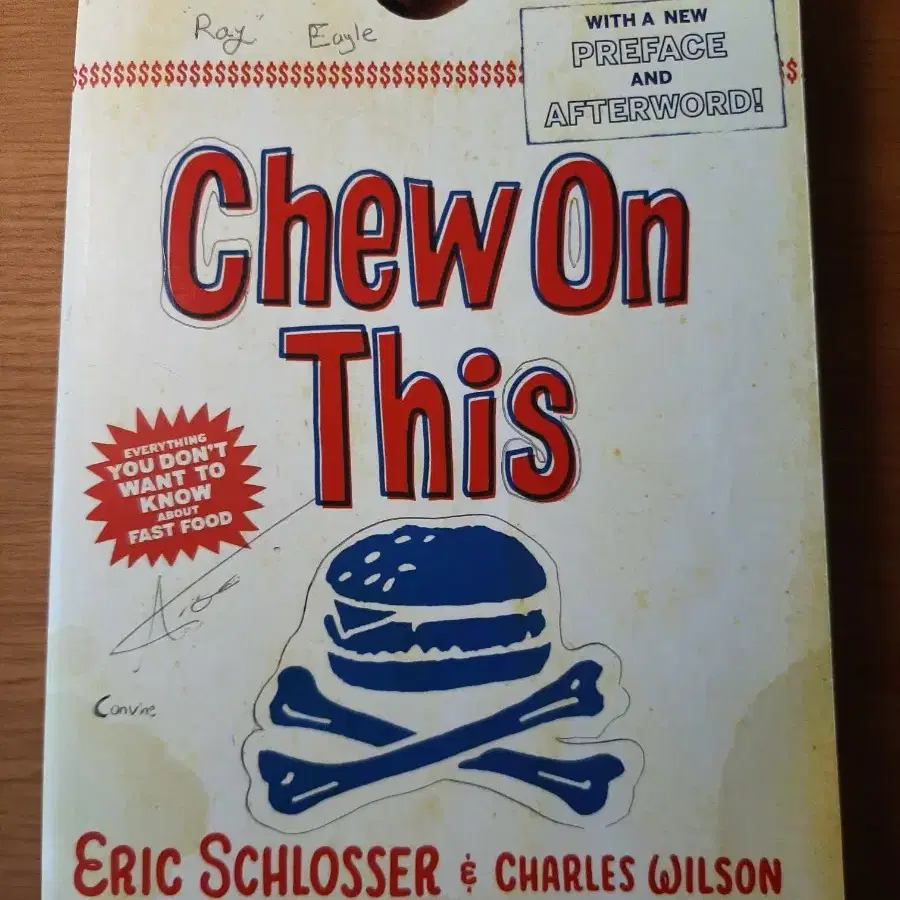 "Ray" Eagle
$$$$$$$$$$$$$$$$$$$$$$$$$$$$$$$$$$$ $
WITH A NEW
PREFACE
AND
AFTERWORD!
Chew On
This
EVERYTHING
YOU DON'T
WANT TO
KNOW
ABOUT
FAST FOOD
ERIC SCHLOSSER & CHARLES WILSON